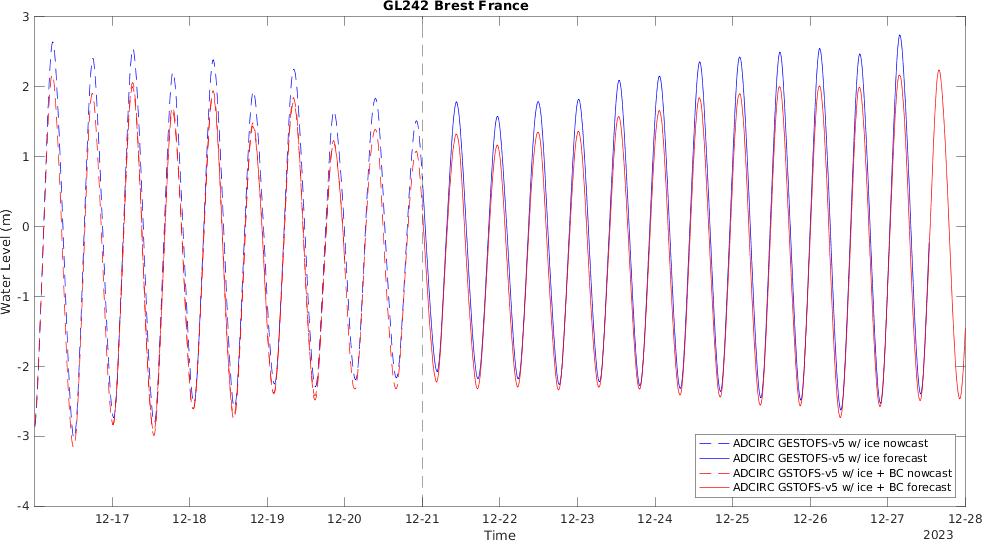 GL242 Brest France
3
2
1
0
-1
-2
-3
-4
Water Level (m)
ADCIRC GESTOFS-v5 w/ ice nowcast
ADCIRC GESTOFS-v5 w/ ice forecast
ADCIRC GSTOFS-v5 w/ ice + BC nowcast
ADCIRC GSTOFS-v5 w/ ice + BC forecast
12-17 12-18 12-19 12-20 12-21 12-22 12-23 12-24 12-25 12-26 12-27 12-28
Time
2023